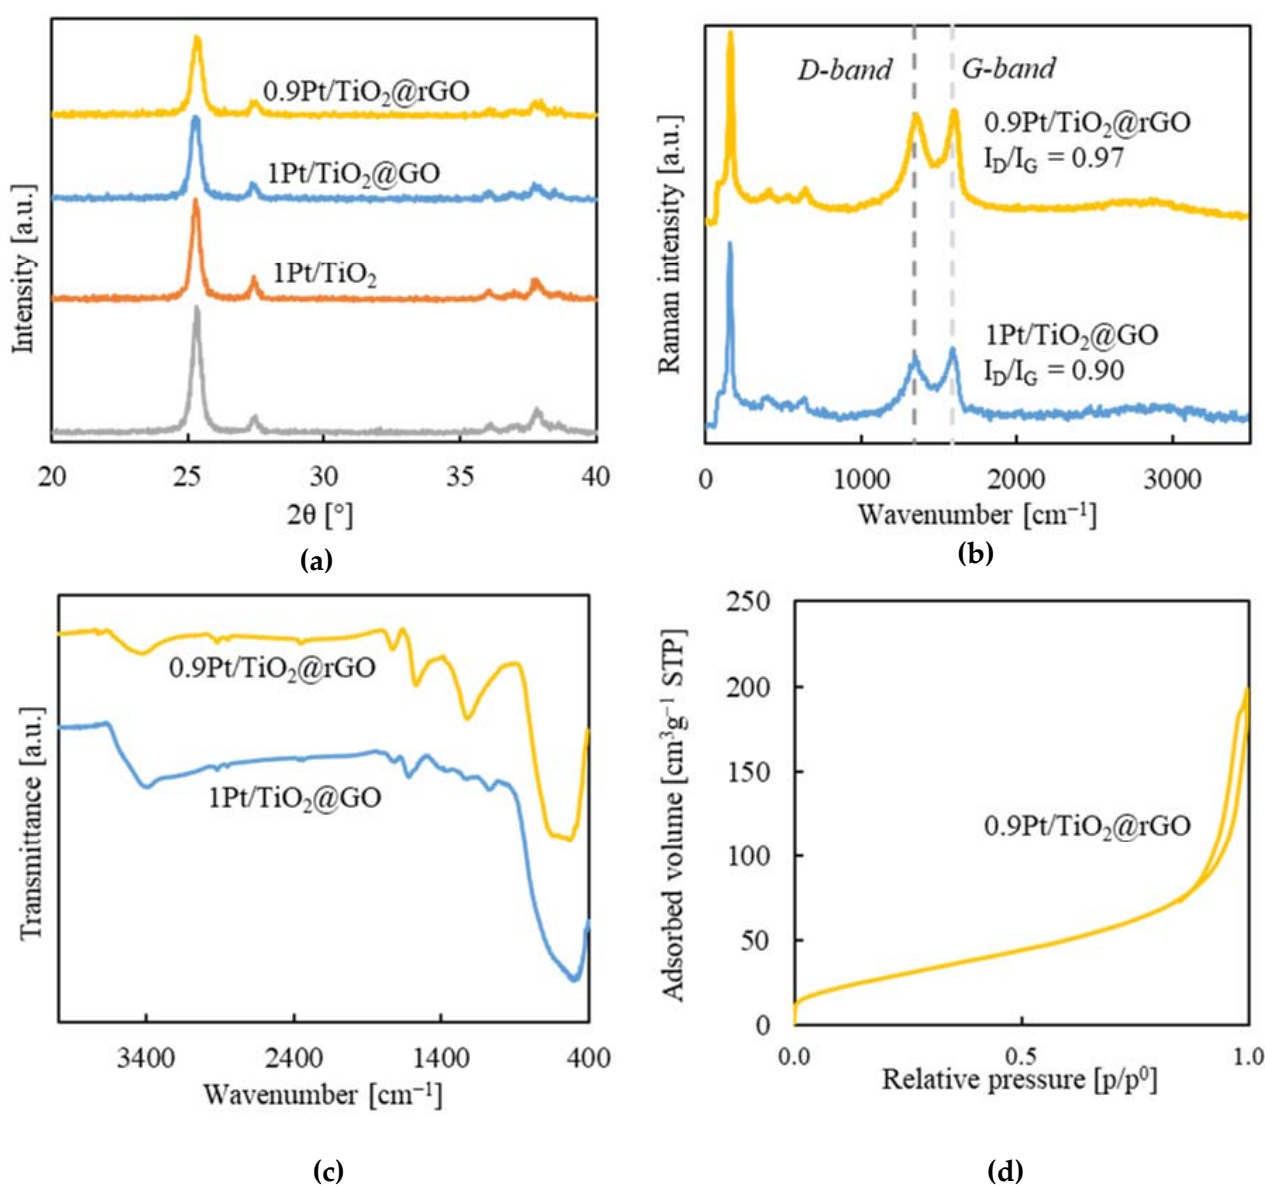 Intensity [a.u.]
0.9Pt/TiO₂@rGO
1Pt/TiO₂@GO
1Pt/TiO₂
20 25 30 35 40
2θ [°]
(a)
Raman intensity [a.u.]
D-band G-band
0.9Pt/TiO₂@rGO
I_D/I_G = 0.97
1Pt/TiO₂@GO
I_D/I_G = 0.90
0 1000 2000 3000
Wavenumber [cm⁻¹]
(b)
Transmittance [a.u.]
0.9Pt/TiO₂@rGO
1Pt/TiO₂@GO
3400 2400 1400 400
Wavenumber [cm⁻¹]
(c)
Adsorbed volume [cm³g⁻¹ STP]
250
200
150
100
50
0
0.9Pt/TiO₂@rGO
0.0 0.5 1.0
Relative pressure [p/p⁰]
(d)